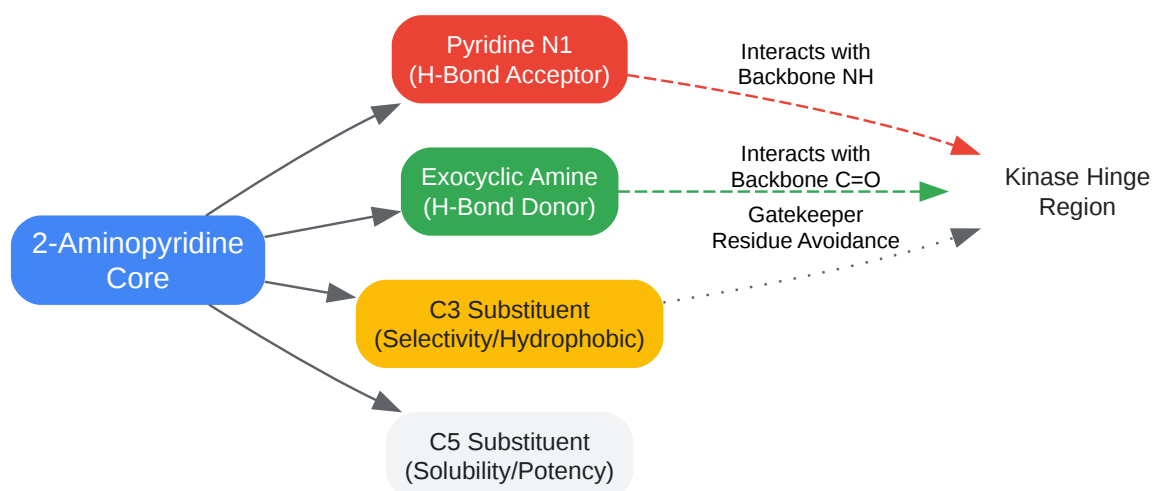 Pyridine N1
(H-Bond Acceptor)
Interacts with
Backbone NH
Exocyclic Amine
(H-Bond Donor)
Interacts with
Backbone C=O
Kinase Hinge
Region
2-Aminopyridine
Core
Gatekeeper
Residue Avoidance
C3 Substituent
(Selectivity/Hydrophobic)
C5 Substituent
(Solubility/Potency)